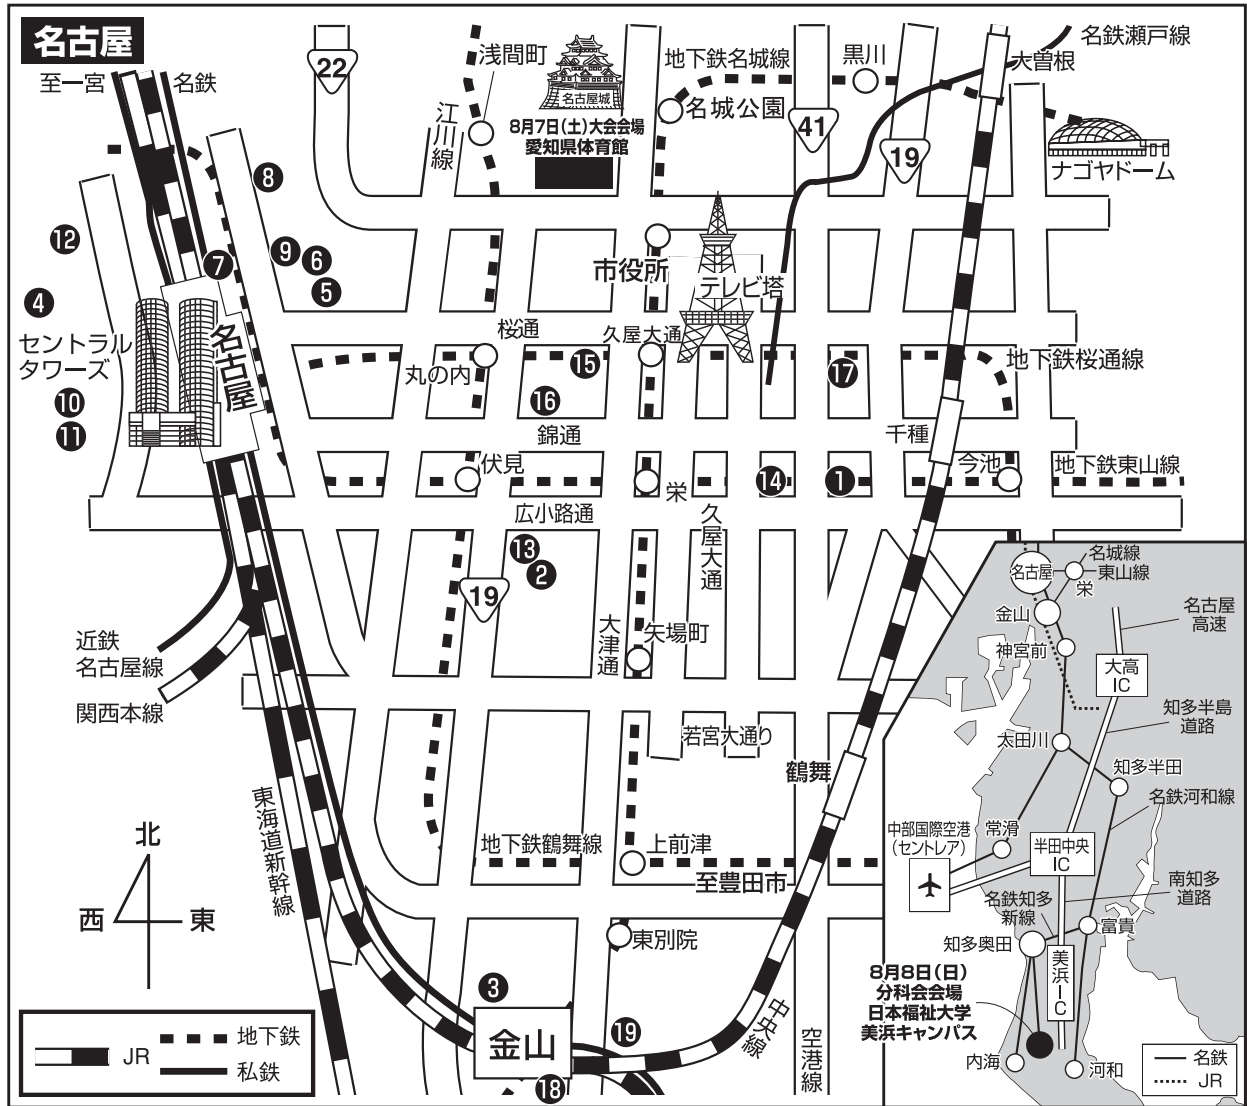 名古屋
至一宮
名鉄
22
浅間町
江川線
名古屋城
8月7日(土)大会会場
愛知県体育館
地下鉄名城線
黒川
名城公園
41
19
名鉄瀬戸線
大曽根
ナゴヤドーム
8
12
9
6
7
5
4
市役所
テレビ塔
セントラル
タワーズ
名古屋
桜通
久屋大通
丸の内
15
17
地下鉄桜通線
10
16
11
錦通
千種
伏見
栄
14
1
今池
地下鉄東山線
広小路通
久屋大通
13
2
19
大津通
矢場町
近鉄
名古屋線
関西本線
若宮大通り
鶴舞
東海道新幹線
地下鉄鶴舞線
上前津
至豊田市
北
西
東
東別院
3
金山
19
18
中央線
空港線
JR
地下鉄
私鉄
名古屋
名城線
東山線
栄
金山
神宮前
名古屋
高速
大高
IC
知多半島
道路
太田川
知多半田
名鉄河和線
中部国際空港
(セントレア)
常滑
半田中央
IC
南知多
道路
名鉄知多
新線
富貴
知多奥田
美浜IC
8月8日(日)
分科会会場
日本福祉大学
美浜キャンパス
内海
河和
名鉄
JR